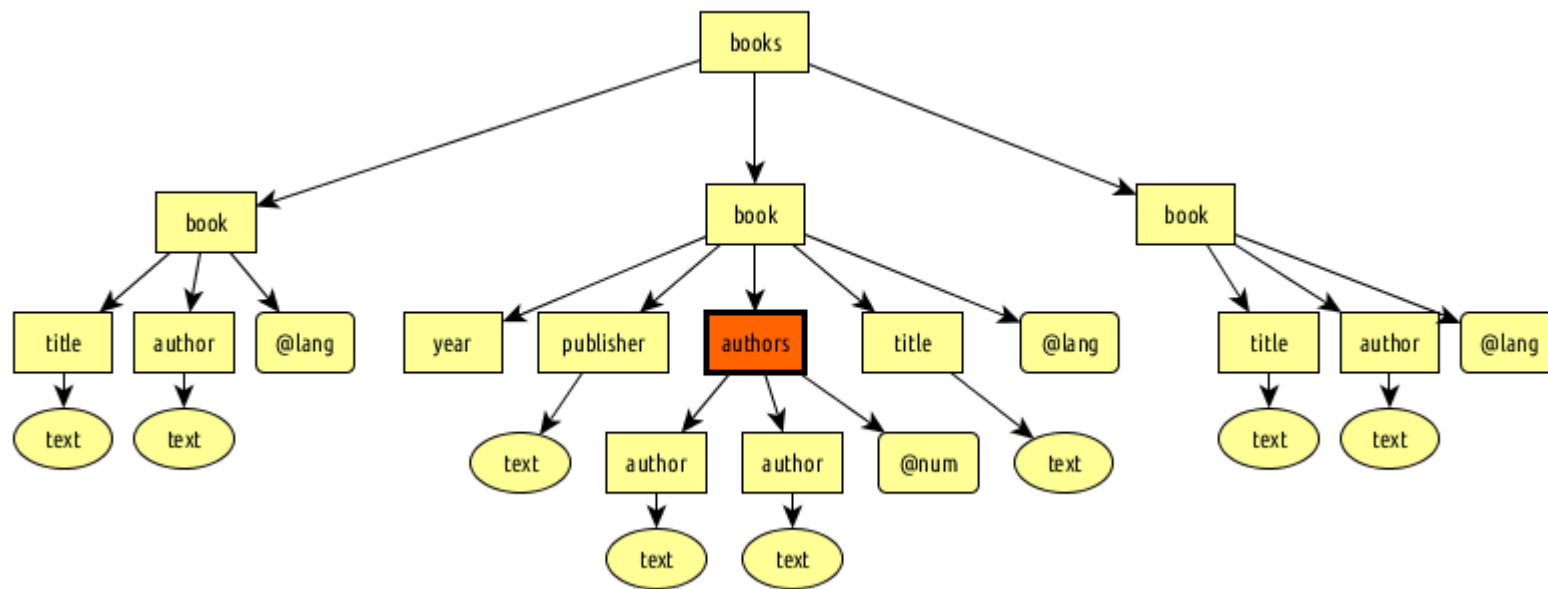 books
book book book
title author @lang year publisher authors title @lang title author @lang
text text text author author @num text text text
text text